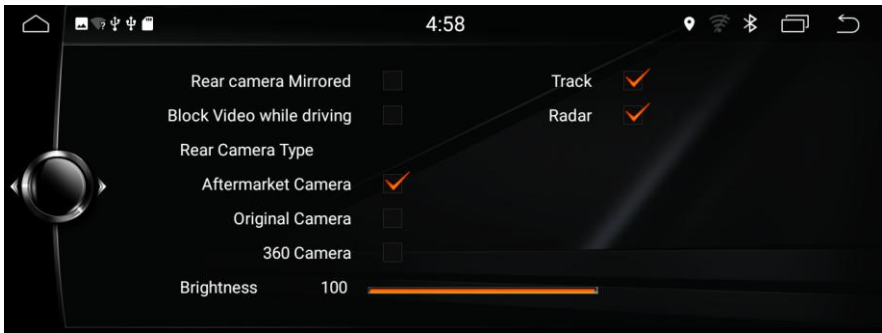 4:58
Rear camera Mirrored Track
Block Video while driving Radar
Rear Camera Type
Aftermarket Camera
Original Camera
360 Camera
Brightness 100